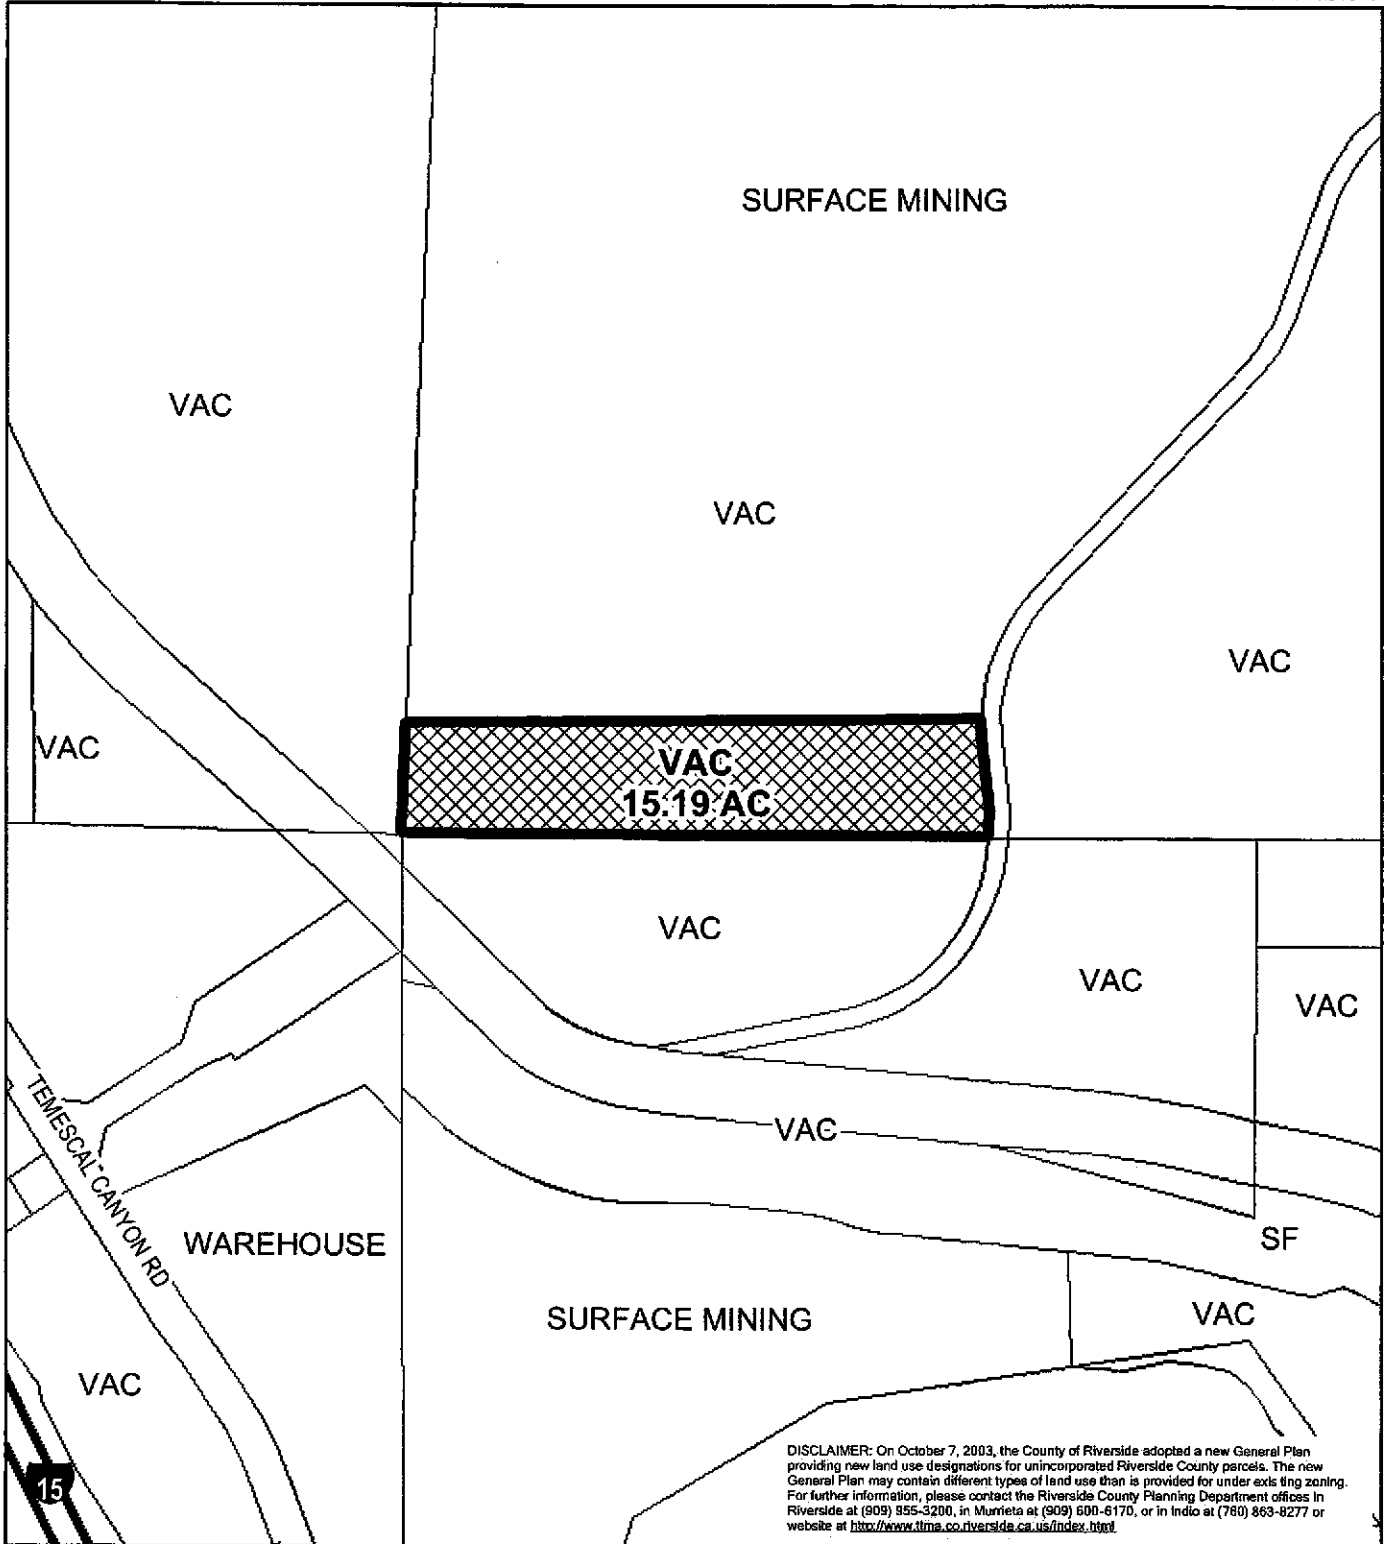 SURFACE MINING
VAC
VAC
VAC
VAC
VAC
15.19 AC
VAC
VAC
VAC
TEMESCAL CANYON RD
VAC
WAREHOUSE
SF
SURFACE MINING
VAC
VAC
15
DISCLAIMER: On October 7, 2003, the County of Riverside adopted a new General Plan
providing new land use designations for unincorporated Riverside County parcels. The new
General Plan may contain different types of land use than is provided for under existing zoning.
For further information, please contact the Riverside County Planning Department offices in
Riverside at (909) 955-3200, in Murrieta at (909) 600-6170, or in Indio at (760) 863-8277 or
website at http://www.tlma.co.riverside.ca.us/index.html